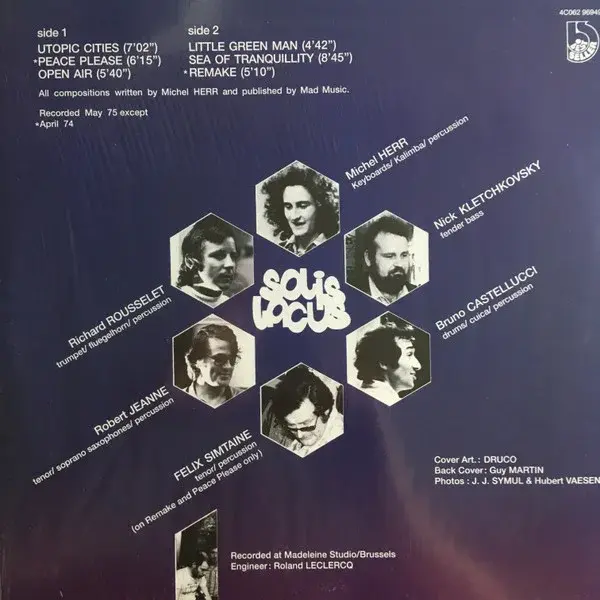 4C062 96949
side 1
UTOPIC CITIES (7'02")
*PEACE PLEASE (6'15")
OPEN AIR (5'40")
side 2
LITTLE GREEN MAN (4'42")
SEA OF TRANQUILLITY (8'45")
*REMAKE (5'10")
BEST
SELLER
All compositions written by Michel HERR and published by Mad Music.
Recorded May 75 except
*April 74
Michel HERR
Keyboards/ Kalimba/ percussion
Nick KLETCHKOVSKY
fender bass
Richard ROUSSELET
trumpet/ fluegelhorn/ percussion
SOLIS
LACUS
Bruno CASTELLUCCI
drums/ cuica/ percussion
Robert JEANNE
tenor/ soprano saxophones/ percussion
FELIX SIMTAINE
tenor/ percussion
(on Remake and Peace Please only)
Cover Art.: DRUCO
Back Cover: Guy MARTIN
Photos : J. J. SYMUL & Hubert VAESEN
Recorded at Madeleine Studio/Brussels
Engineer: Roland LECLERCQ